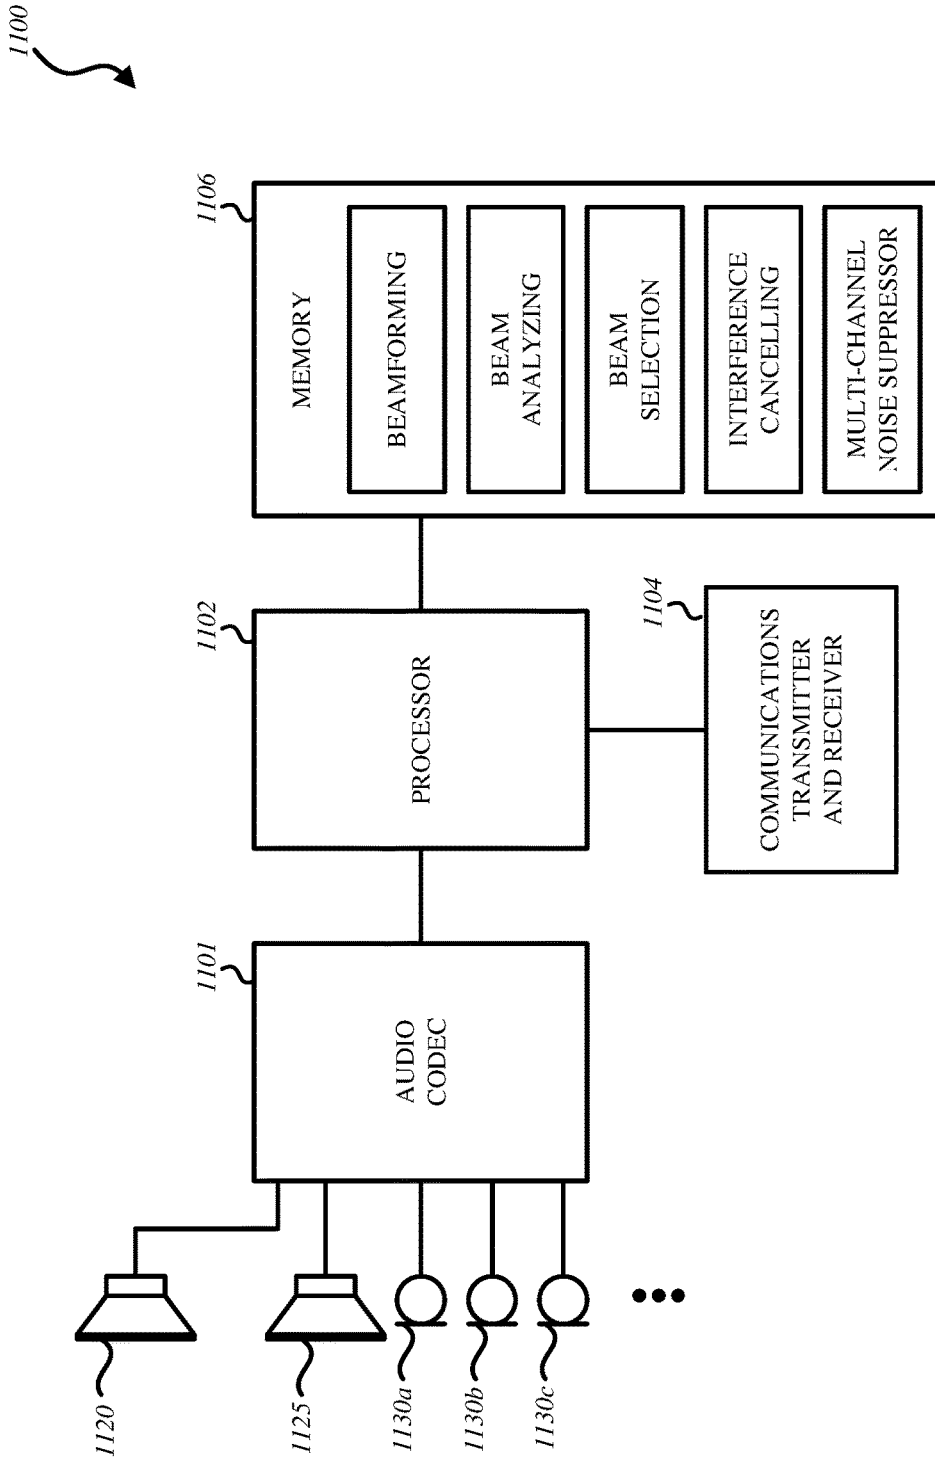 1100
1106
MEMORY
BEAMFORMING
BEAM
ANALYZING
BEAM
SELECTION
INTERFERENCE
CANCELLING
MULTI-CHANNEL
NOISE SUPPRESSOR
1102
PROCESSOR
1104
COMMUNICATIONS
TRANSMITTER
AND RECEIVER
1101
AUDIO
CODEC
1120
1125
1130a
1130b
1130c